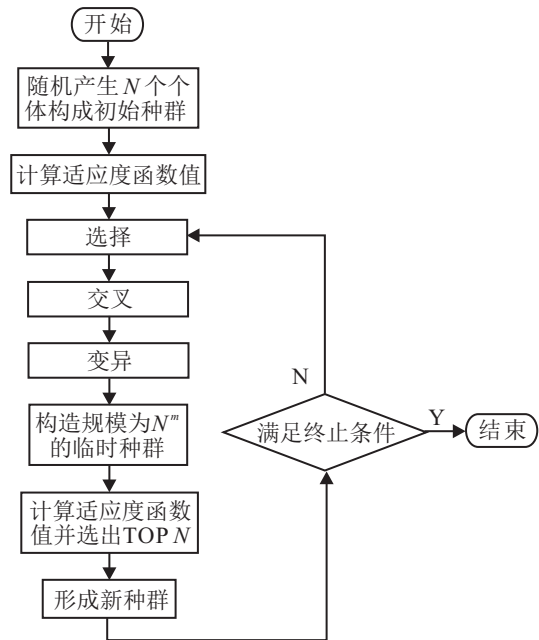 开始
随机产生N个个
体构成初始种群
计算适应度函数值
选择
交叉
变异
构造规模为N^m
的临时种群
计算适应度函数
值并选出TOP N
形成新种群
N
满足终止条件
Y
结束